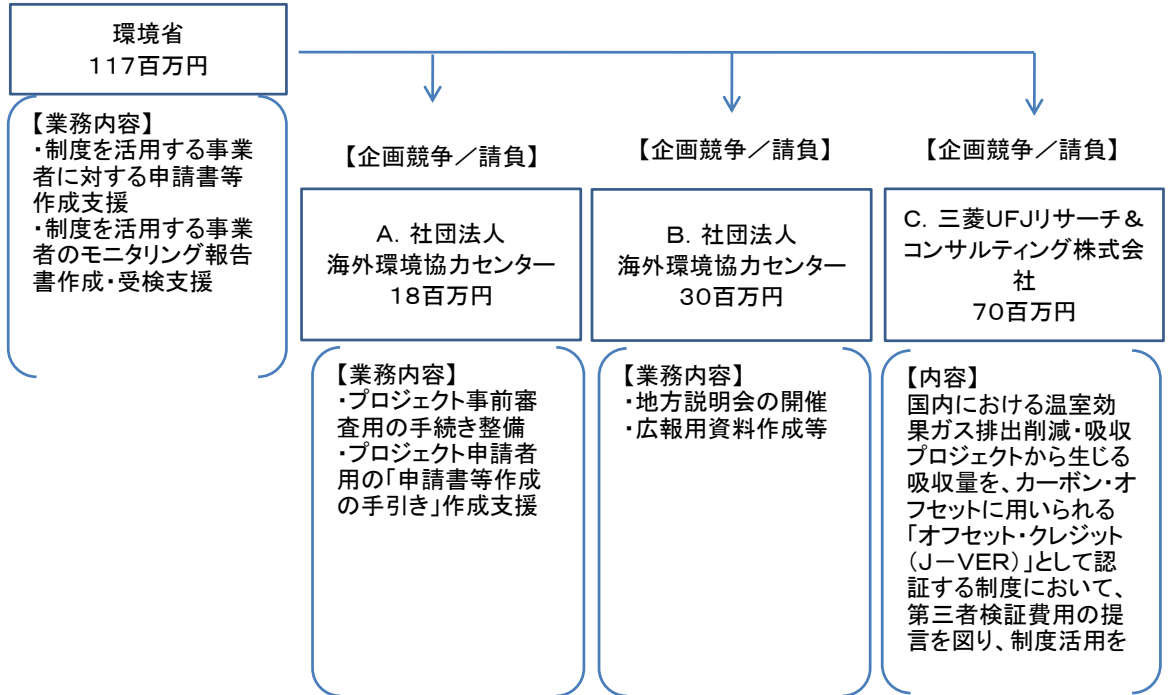 環境省
117百万円
【業務内容】
・制度を活用する事業
者に対する申請書等
作成支援
・制度を活用する事業
者のモニタリング報告
書作成・受検支援
【企画競争／請負】
A．社団法人
海外環境協力センター
18百万円
【業務内容】
・プロジェクト事前審
査用の手続き整備
・プロジェクト申請者
用の「申請書等作成
の手引き」作成支援
【企画競争／請負】
B．社団法人
海外環境協力センター
30百万円
【業務内容】
・地方説明会の開催
・広報用資料作成等
【企画競争／請負】
C．三菱UFJリサーチ＆
コンサルティング株式会
社
70百万円
【内容】
国内における温室効
果ガス排出削減・吸収
プロジェクトから生じる
吸収量を、カーボン・オ
フセットに用いられる
「オフセット・クレジット
（J－VER）」として認
証する制度において、
第三者検証費用の提
言を図り、制度活用を